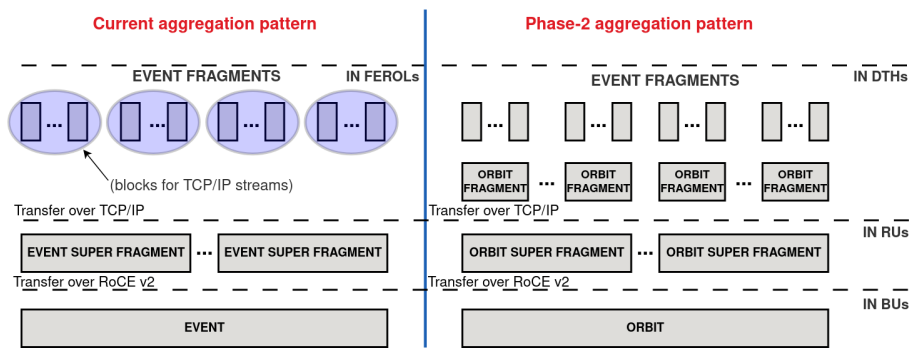 Current aggregation pattern
Phase-2 aggregation pattern
EVENT FRAGMENTS
IN FEROLs
EVENT FRAGMENTS
IN DTHs
... ... ... ...
... ... ... ...
(blocks for TCP/IP streams)
ORBIT FRAGMENT ... ORBIT FRAGMENT ORBIT FRAGMENT ... ORBIT FRAGMENT
Transfer over TCP/IP
Transfer over TCP/IP
IN RUs
EVENT SUPER FRAGMENT ... EVENT SUPER FRAGMENT
ORBIT SUPER FRAGMENT ... ORBIT SUPER FRAGMENT
Transfer over RoCE v2
Transfer over RoCE v2
IN BUs
EVENT
ORBIT